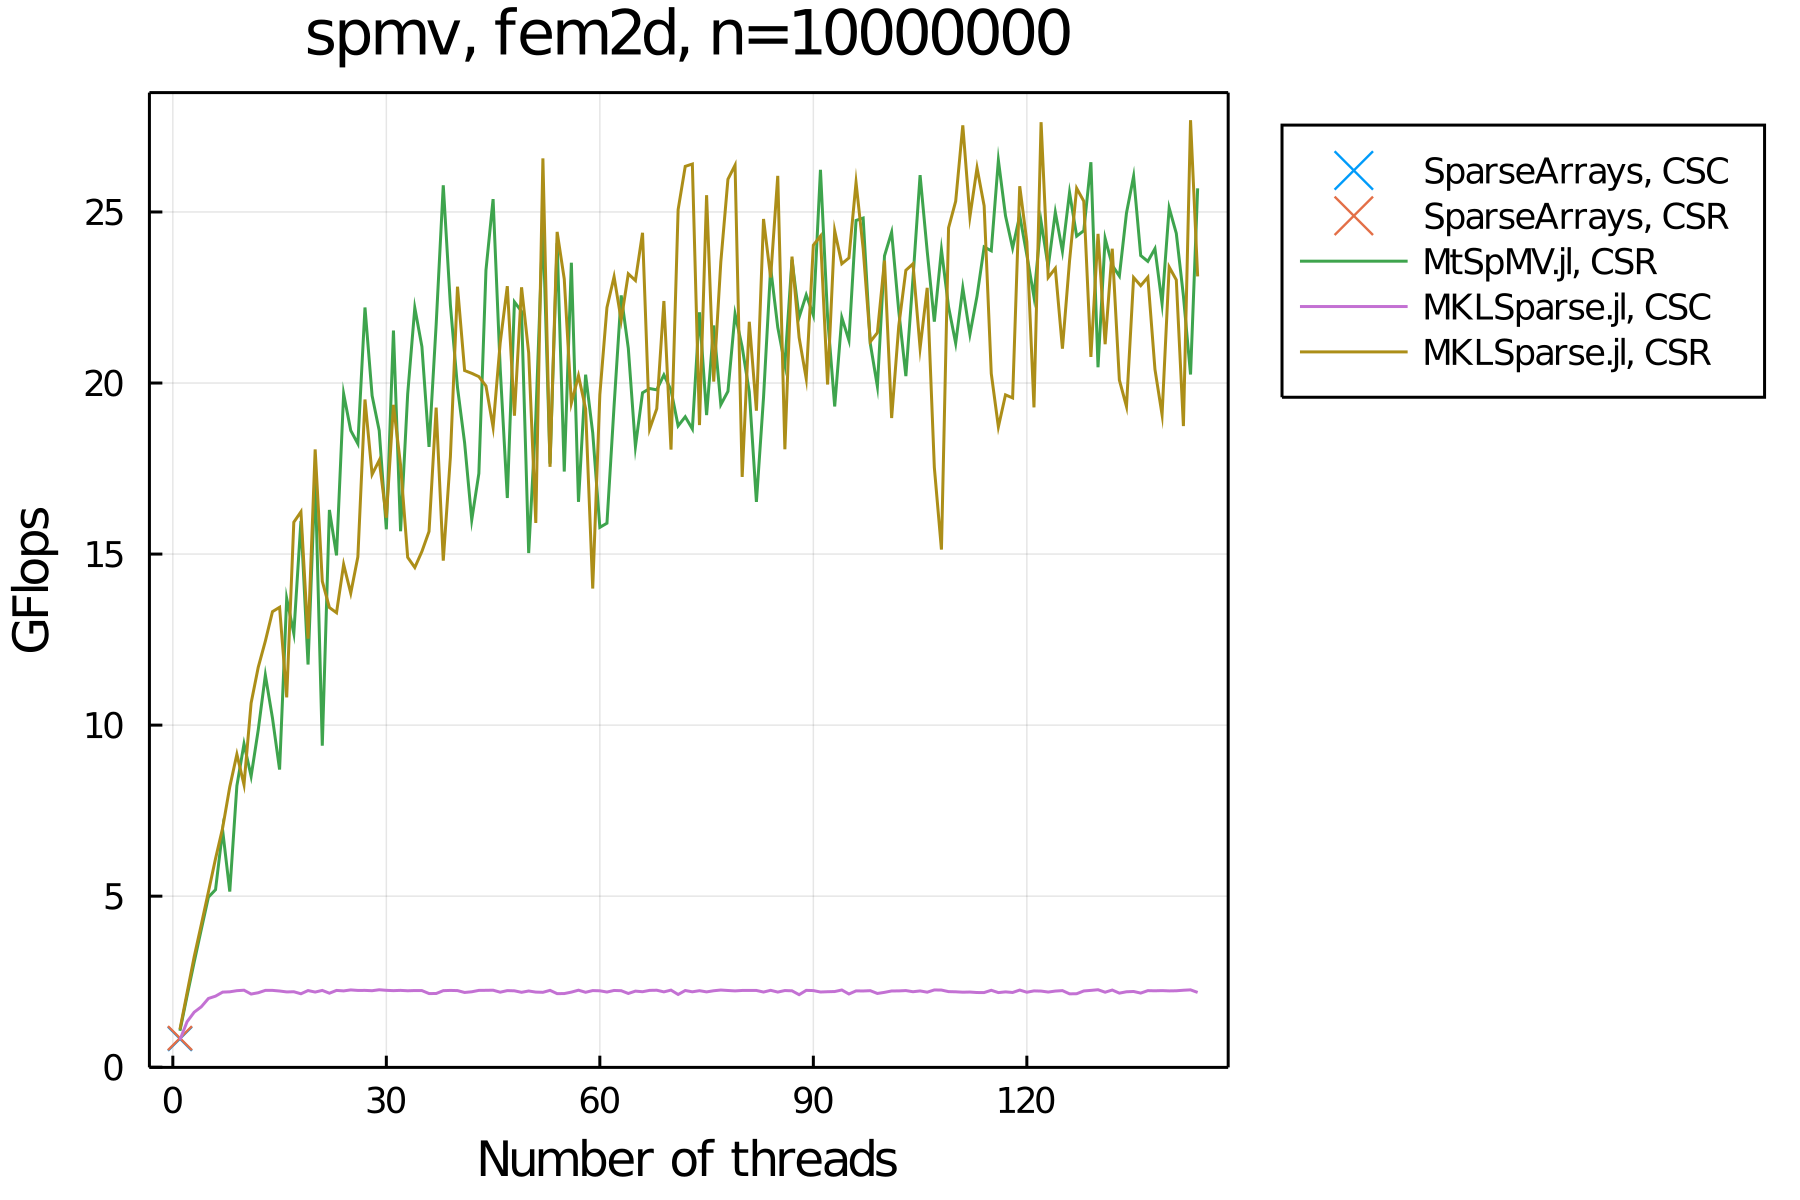 spmv, fem2d, n=10000000
SparseArrays, CSC
SparseArrays, CSR
MtSpMV.jl, CSR
MKLSparse.jl, CSC
MKLSparse.jl, CSR
GFlops
25
20
15
10
5
0
0 30 60 90 120
Number of threads